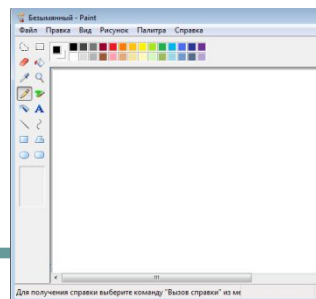 Безымянный - Paint
Файл Правка Вид Рисунок Палитра Справка
A
Для получения справки выберите команду "Вызов справки" из ме